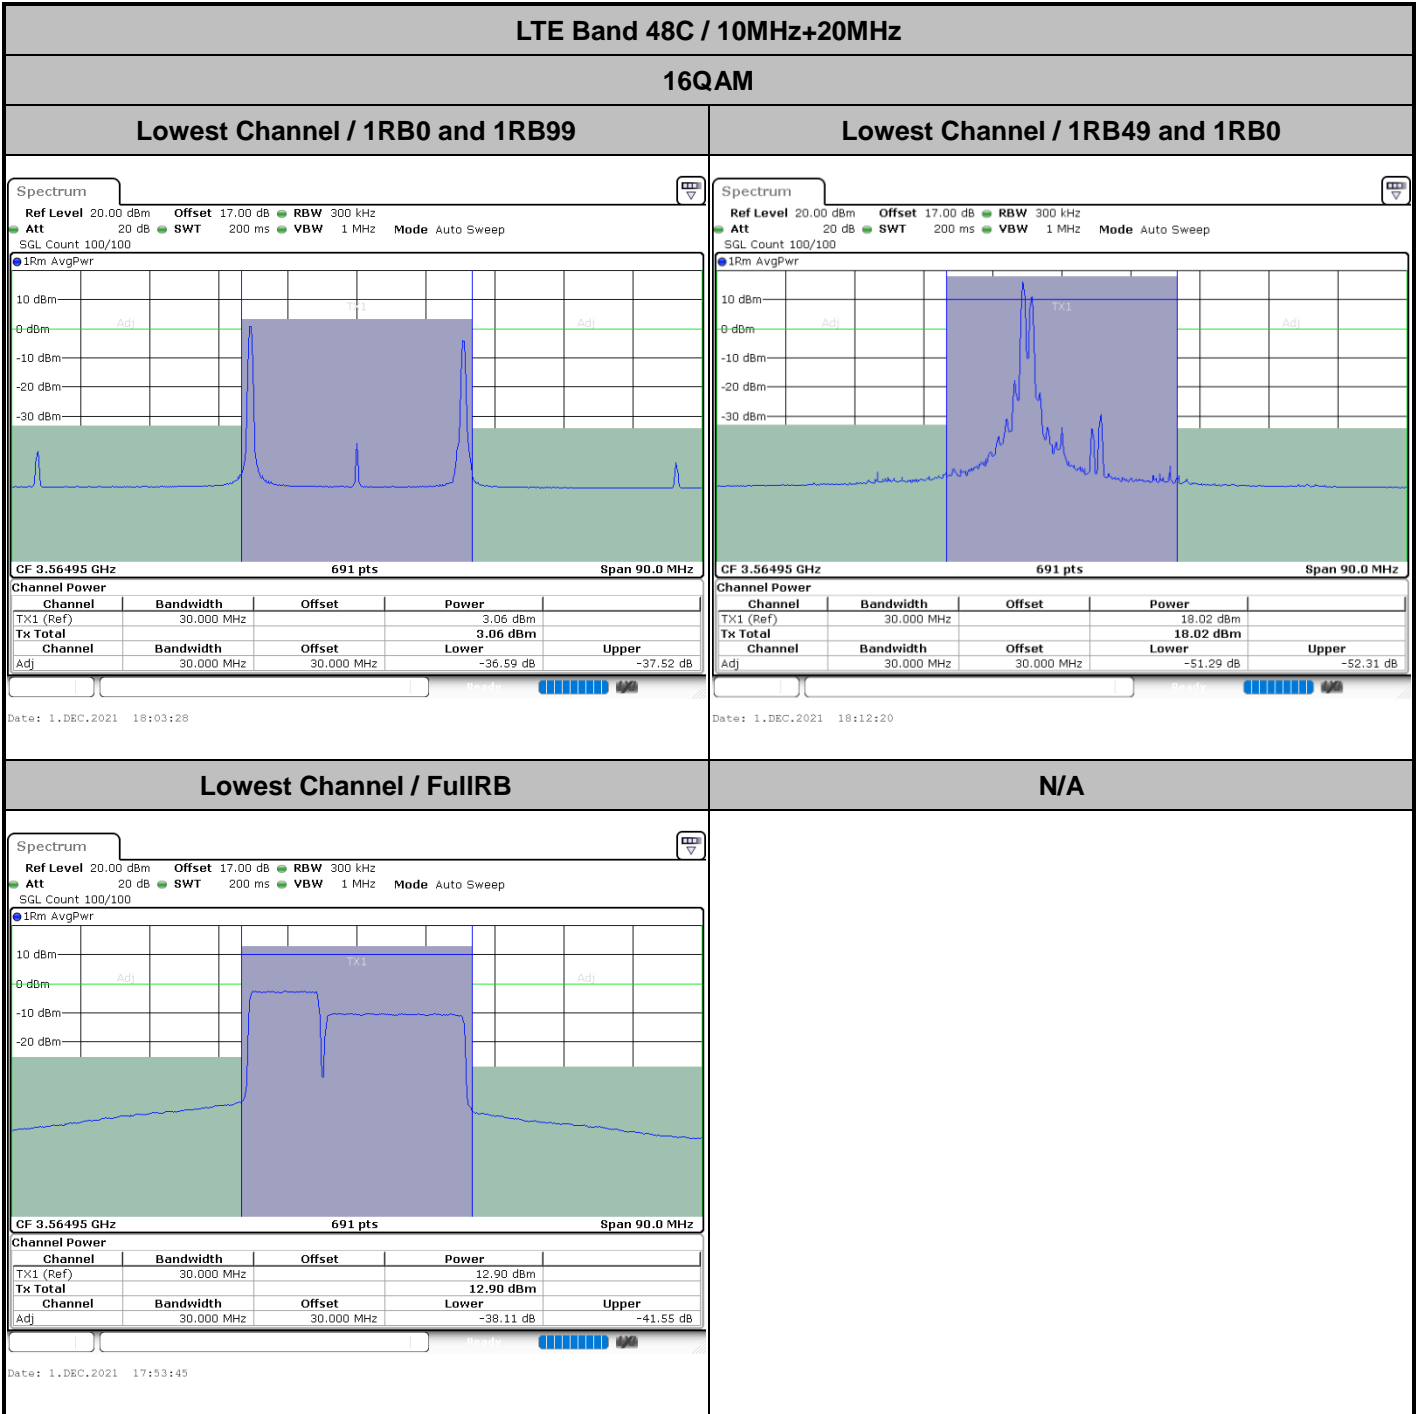 LTE Band 48C / 10MHz+20MHz
16QAM
Lowest Channel / 1RB0 and 1RB99
Lowest Channel / 1RB49 and 1RB0
Spectrum
Ref Level 20.00 dBm Offset 17.00 dB RBW 300 kHz
Att 20 dB SWT 200 ms VBW 1 MHz Mode Auto Sweep
SGL Count 100/100
1Rm AvgPwr
10 dBm
0 dBm
-10 dBm
-20 dBm
-30 dBm
Adj
TX1
Adj
CF 3.56495 GHz 691 pts Span 90.0 MHz
Channel Power
Channel Bandwidth Offset Power
TX1 (Ref) 30.000 MHz 3.06 dBm
Tx Total 3.06 dBm
Channel Bandwidth Offset Lower Upper
Adj 30.000 MHz 30.000 MHz -36.59 dB -37.52 dB
Ready
Date: 1.DEC.2021 18:03:28
Spectrum
Ref Level 20.00 dBm Offset 17.00 dB RBW 300 kHz
Att 20 dB SWT 200 ms VBW 1 MHz Mode Auto Sweep
SGL Count 100/100
1Rm AvgPwr
10 dBm
0 dBm
-10 dBm
-20 dBm
-30 dBm
Adj
TX1
Adj
CF 3.56495 GHz 691 pts Span 90.0 MHz
Channel Power
Channel Bandwidth Offset Power
TX1 (Ref) 30.000 MHz 18.02 dBm
Tx Total 18.02 dBm
Channel Bandwidth Offset Lower Upper
Adj 30.000 MHz 30.000 MHz -51.29 dB -52.31 dB
Ready
Date: 1.DEC.2021 18:12:20
Lowest Channel / FullRB
N/A
Spectrum
Ref Level 20.00 dBm Offset 17.00 dB RBW 300 kHz
Att 20 dB SWT 200 ms VBW 1 MHz Mode Auto Sweep
SGL Count 100/100
1Rm AvgPwr
10 dBm
0 dBm
-10 dBm
-20 dBm
Adj
TX1
Adj
CF 3.56495 GHz 691 pts Span 90.0 MHz
Channel Power
Channel Bandwidth Offset Power
TX1 (Ref) 30.000 MHz 12.90 dBm
Tx Total 12.90 dBm
Channel Bandwidth Offset Lower Upper
Adj 30.000 MHz 30.000 MHz -38.11 dB -41.55 dB
Ready
Date: 1.DEC.2021 17:53:45